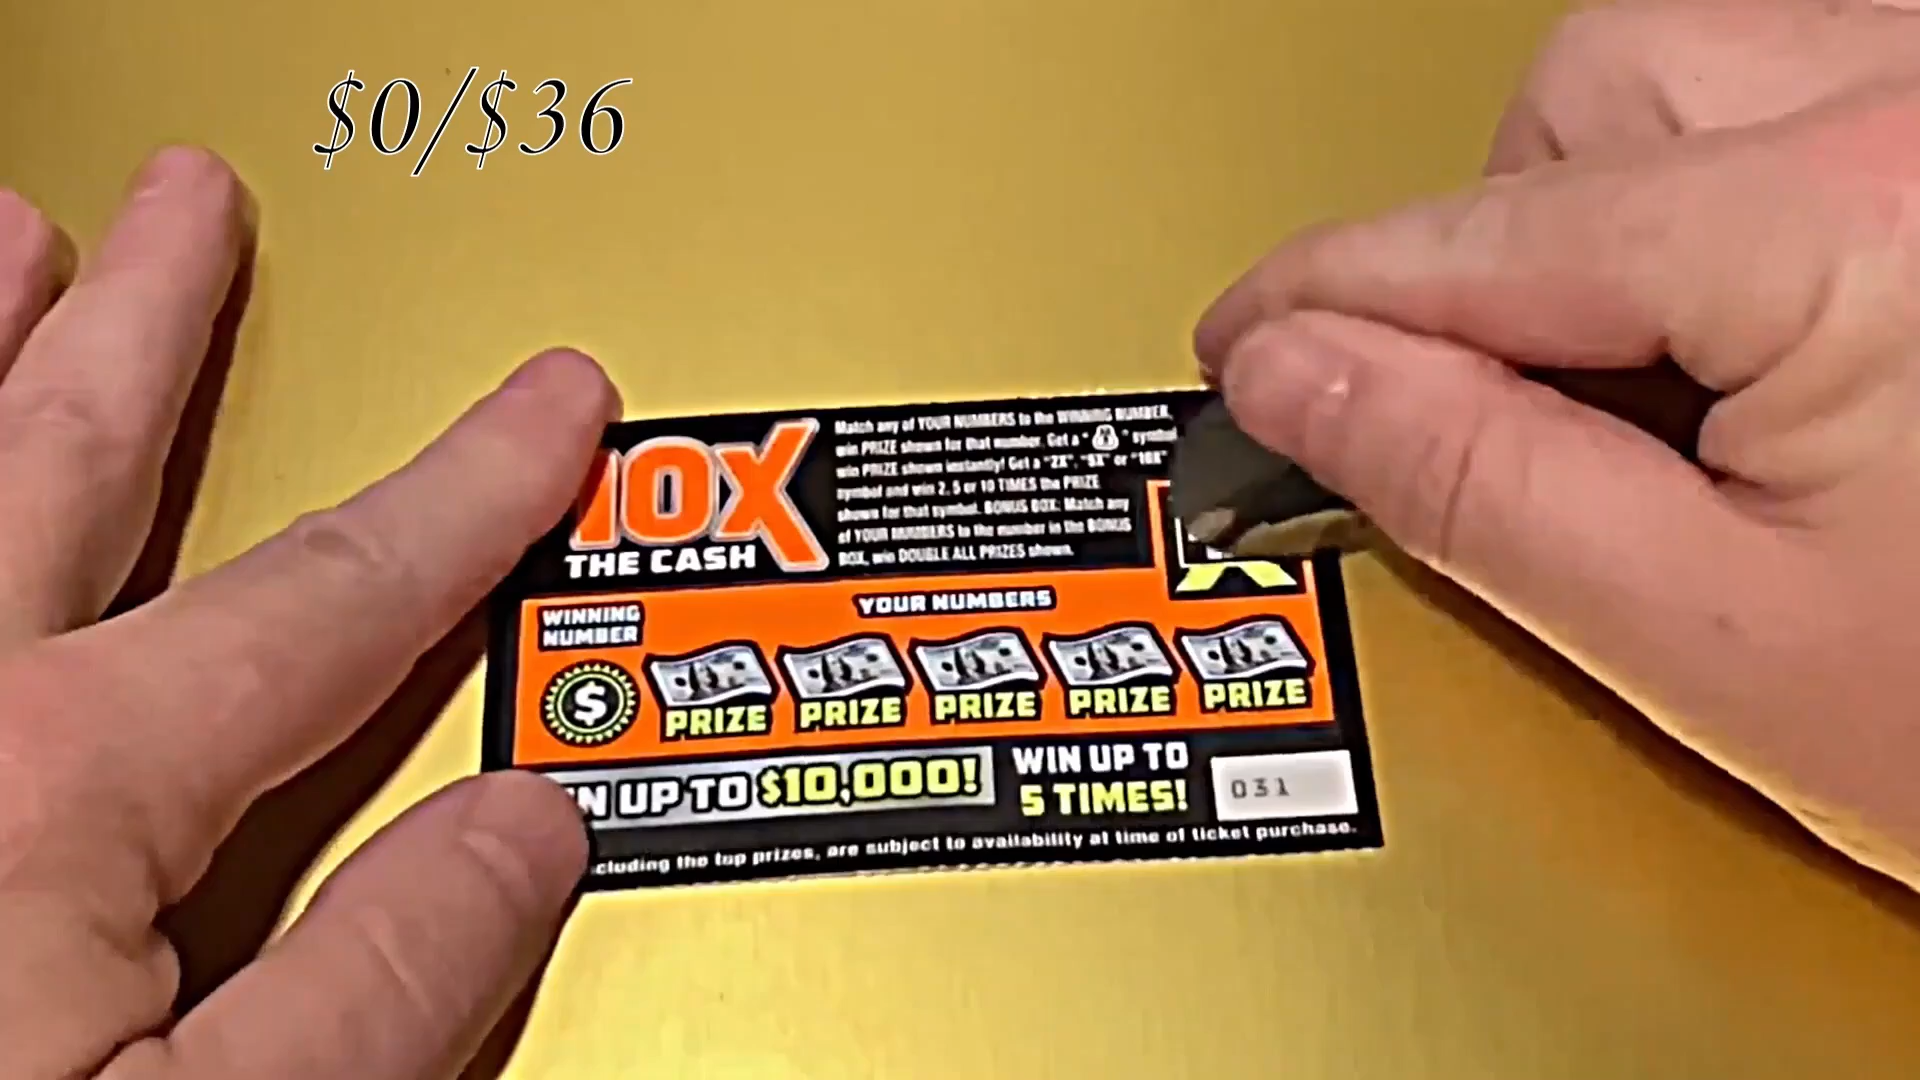 $0/$36
10X
THE CASH
Match any of YOUR NUMBERS to the WINNING NUMBER,
win PRIZE shown for that number. Get a " " symbol
win PRIZE shown instantly! Get a "2X", "5X" or "10X"
symbol and win 2, 5 or 10 TIMES the PRIZE
shown for that symbol. BONUS BOX: Match any
of YOUR NUMBERS to the number in the BONUS
BOX, win DOUBLE ALL PRIZES shown.
WINNING
NUMBER
YOUR NUMBERS
$
PRIZE PRIZE PRIZE PRIZE PRIZE
N UP TO $10,000!
WIN UP TO
5 TIMES!
031
cluding the top prizes, are subject to availability at time of ticket purchase.